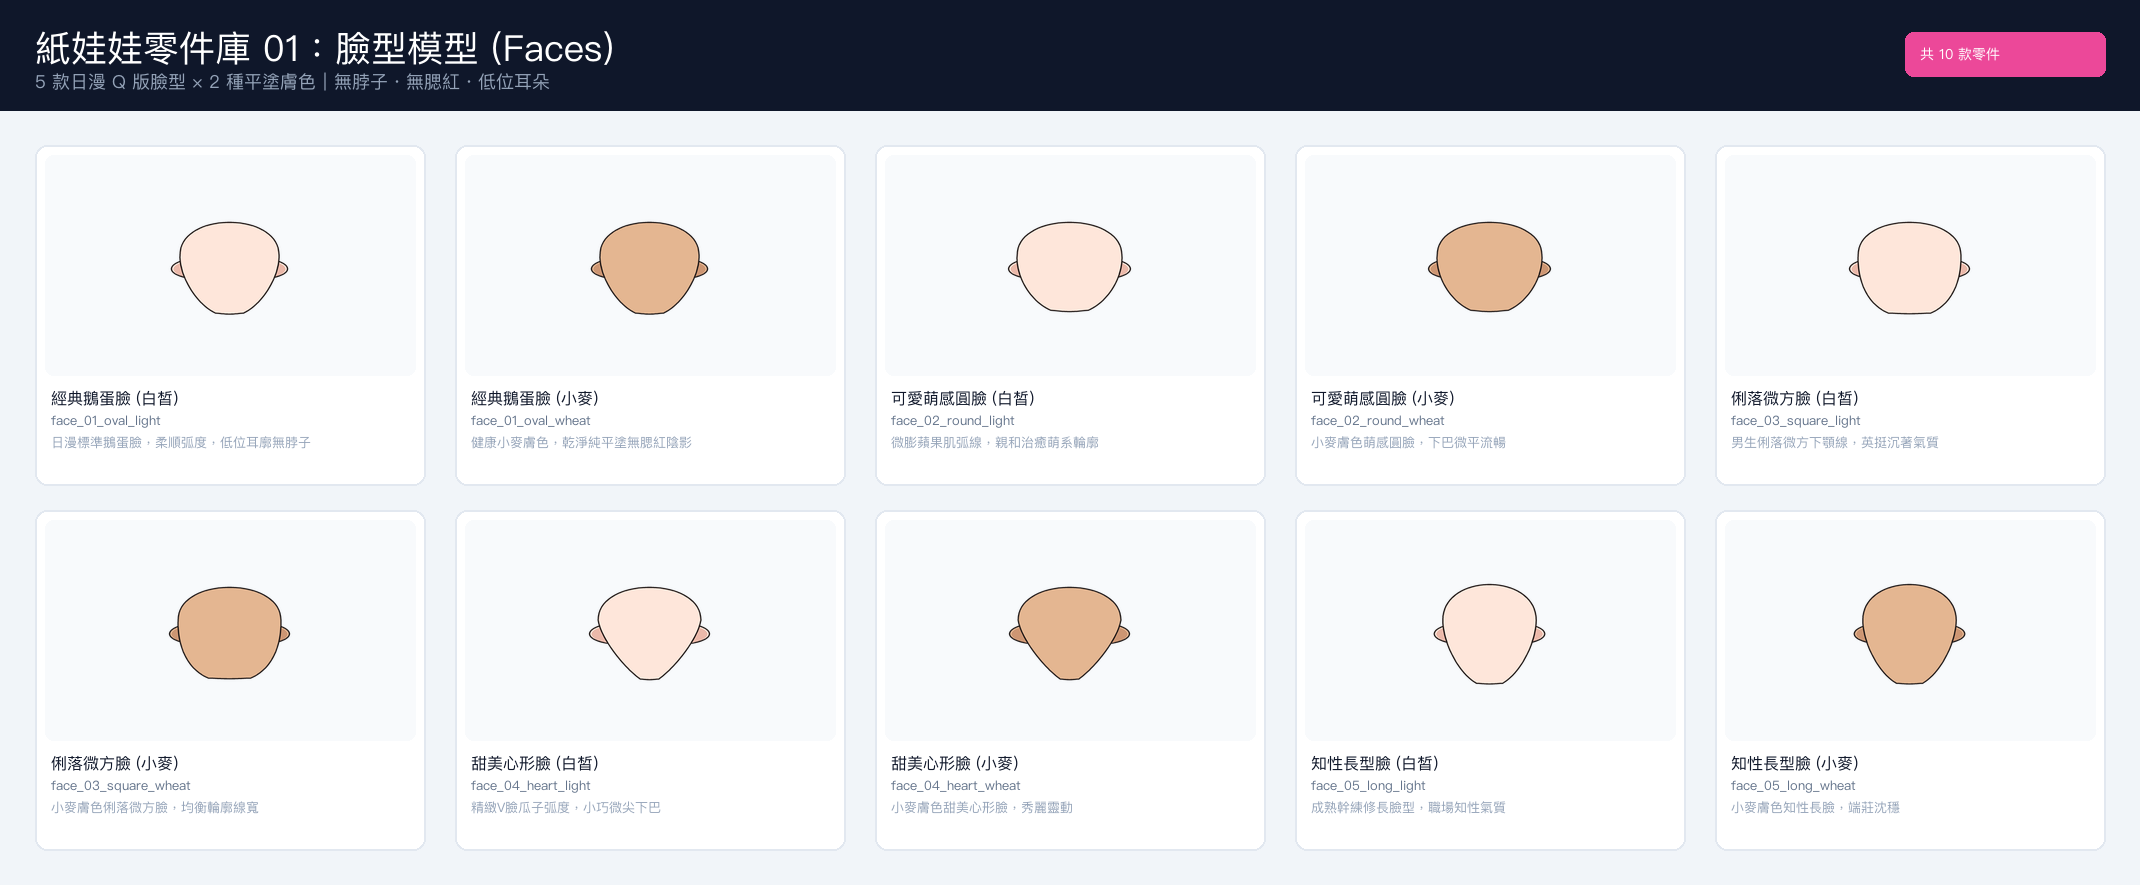 紙娃娃零件庫 01：臉型模型 (Faces)
5 款日漫 Q 版臉型 × 2 種平塗膚色 | 無脖子・無腮紅・低位耳朵
共 10 款零件
經典鵝蛋臉 (白皙)
face_01_oval_light
日漫標準鵝蛋臉，柔順弧度，低位耳廓無脖子
經典鵝蛋臉 (小麥)
face_01_oval_wheat
健康小麥膚色，乾淨純平塗無腮紅陰影
可愛萌感圓臉 (白皙)
face_02_round_light
微膨蘋果肌弧線，親和治癒萌系輪廓
可愛萌感圓臉 (小麥)
face_02_round_wheat
小麥膚色萌感圓臉，下巴微平流暢
俐落微方臉 (白皙)
face_03_square_light
男生俐落微方下顎線，英挺沉著氣質
俐落微方臉 (小麥)
face_03_square_wheat
小麥膚色俐落微方臉，均衡輪廓線寬
甜美心形臉 (白皙)
face_04_heart_light
精緻V臉瓜子弧度，小巧微尖下巴
甜美心形臉 (小麥)
face_04_heart_wheat
小麥膚色甜美心形臉，秀麗靈動
知性長型臉 (白皙)
face_05_long_light
成熟幹練修長臉型，職場知性氣質
知性長型臉 (小麥)
face_05_long_wheat
小麥膚色知性長臉，端莊沈穩